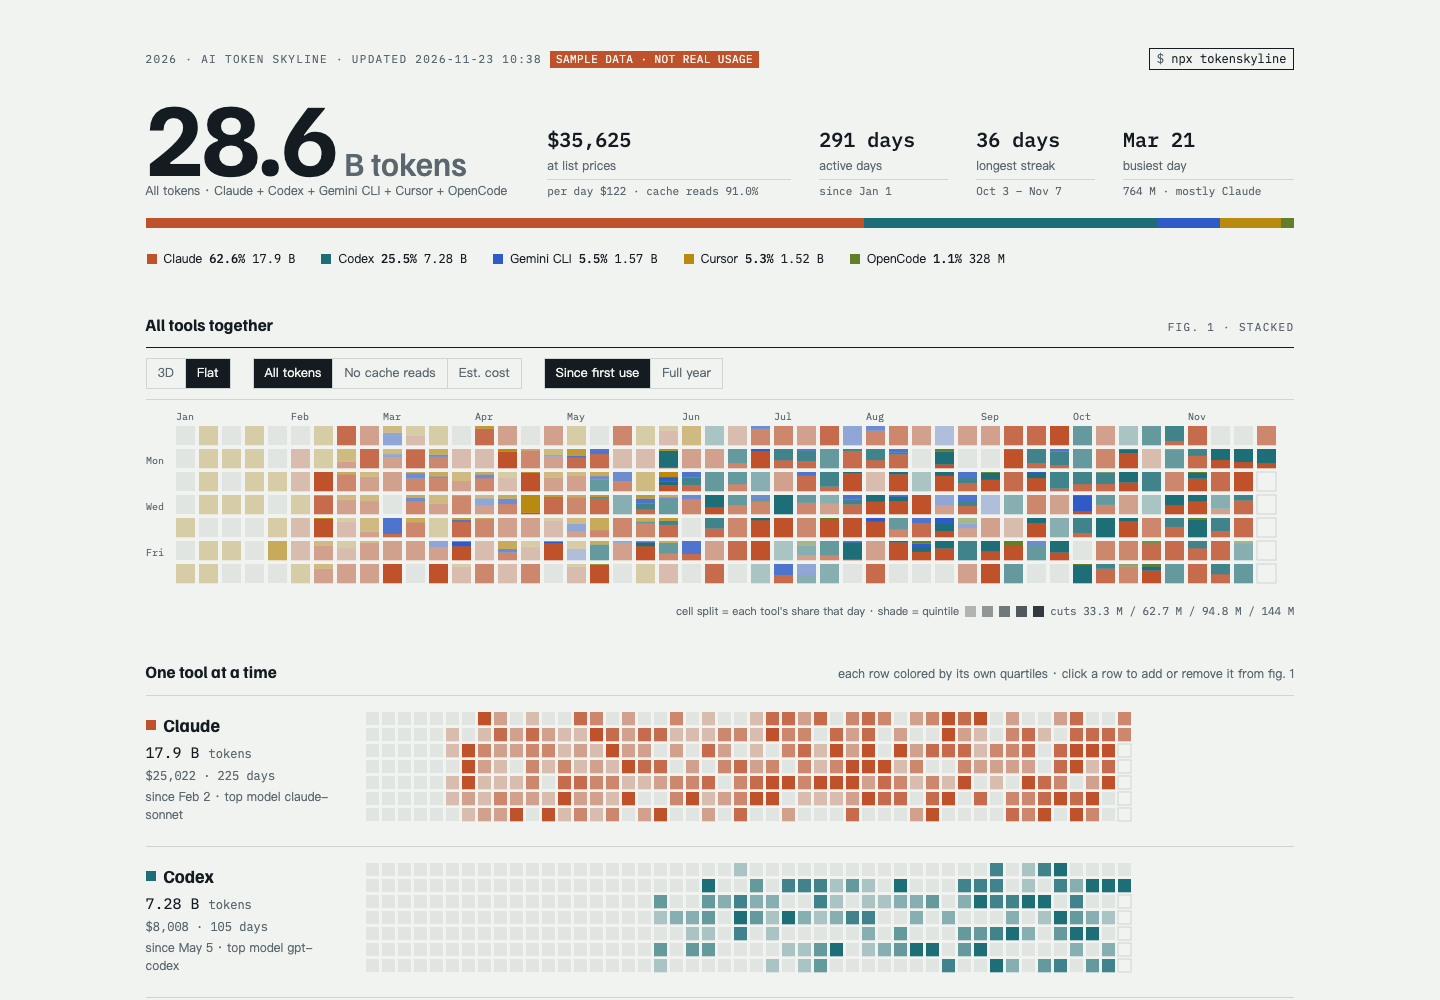 2026 · AI TOKEN SKYLINE · UPDATED 2026-11-23 10:38 SAMPLE DATA · NOT REAL USAGE
$ npx tokenskyline
28.6 B tokens
All tokens · Claude + Codex + Gemini CLI + Cursor + OpenCode
$35,625
at list prices
per day $122 · cache reads 91.0%
291 days
active days
since Jan 1
36 days
longest streak
Oct 3 – Nov 7
Mar 21
busiest day
764 M · mostly Claude
Claude 62.6% 17.9 B Codex 25.5% 7.28 B Gemini CLI 5.5% 1.57 B Cursor 5.3% 1.52 B OpenCode 1.1% 328 M
All tools together
FIG. 1 · STACKED
3D Flat All tokens No cache reads Est. cost Since first use Full year
Jan Feb Mar Apr May Jun Jul Aug Sep Oct Nov
Mon
Wed
Fri
cell split = each tool's share that day · shade = quintile cuts 33.3 M / 62.7 M / 94.8 M / 144 M
One tool at a time
each row colored by its own quartiles · click a row to add or remove it from fig. 1
Claude
17.9 B tokens
$25,022 · 225 days
since Feb 2 · top model claude-
sonnet
Codex
7.28 B tokens
$8,008 · 105 days
since May 5 · top model gpt-
codex